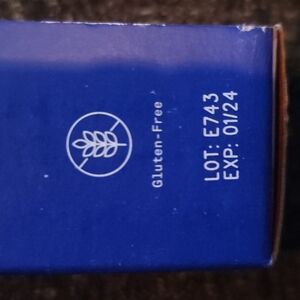 Gluten-Free
LOT: E743
EXP: 01/24